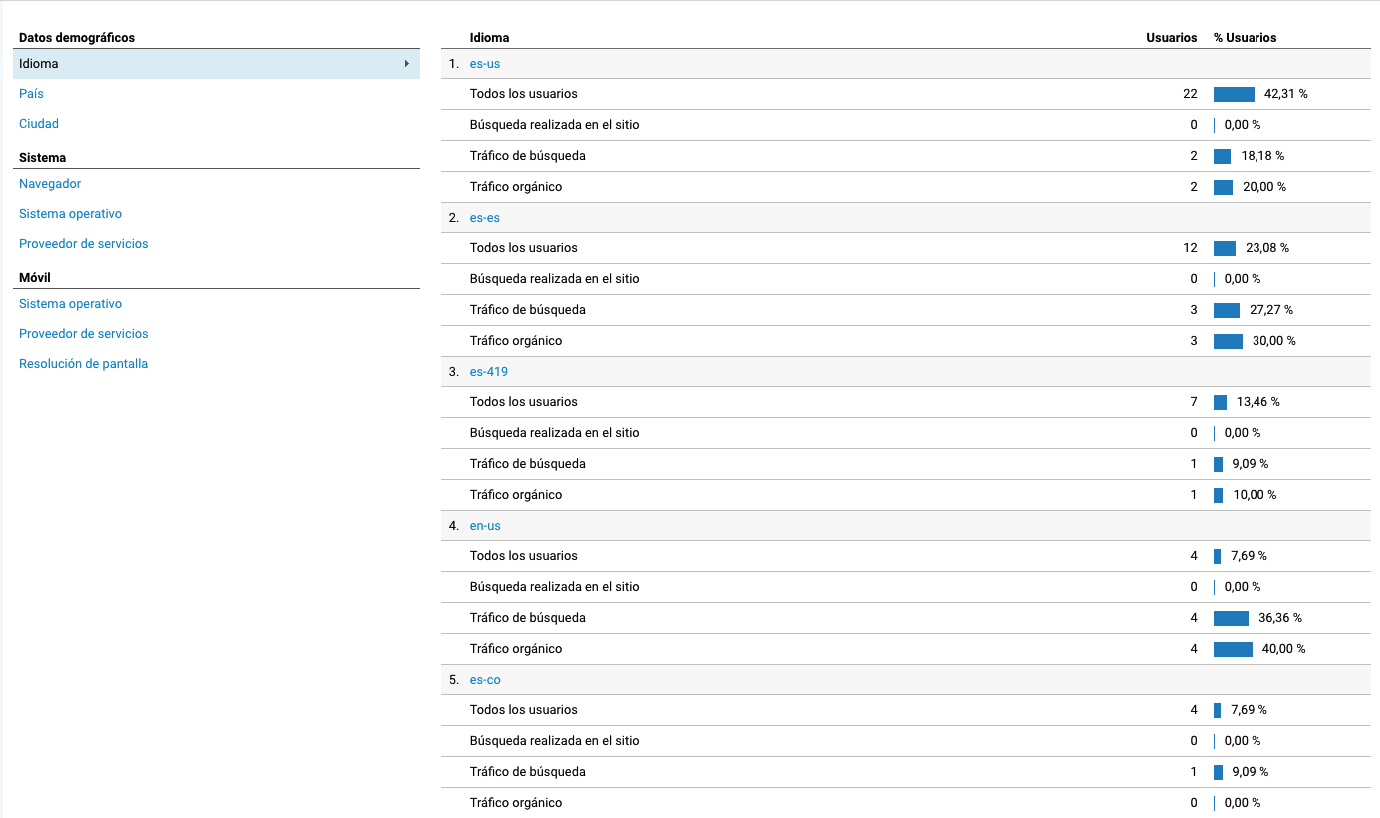 Datos demográficos
Idioma
País
Ciudad
Sistema
Navegador
Sistema operativo
Proveedor de servicios
Móvil
Sistema operativo
Proveedor de servicios
Resolución de pantalla
Idioma Usuarios % Usuarios
1. es-us
Todos los usuarios 22 42,31 %
Búsqueda realizada en el sitio 0 0,00 %
Tráfico de búsqueda 2 18,18 %
Tráfico orgánico 2 20,00 %
2. es-es
Todos los usuarios 12 23,08 %
Búsqueda realizada en el sitio 0 0,00 %
Tráfico de búsqueda 3 27,27 %
Tráfico orgánico 3 30,00 %
3. es-419
Todos los usuarios 7 13,46 %
Búsqueda realizada en el sitio 0 0,00 %
Tráfico de búsqueda 1 9,09 %
Tráfico orgánico 1 10,00 %
4. en-us
Todos los usuarios 4 7,69 %
Búsqueda realizada en el sitio 0 0,00 %
Tráfico de búsqueda 4 36,36 %
Tráfico orgánico 4 40,00 %
5. es-co
Todos los usuarios 4 7,69 %
Búsqueda realizada en el sitio 0 0,00 %
Tráfico de búsqueda 1 9,09 %
Tráfico orgánico 0 0,00 %